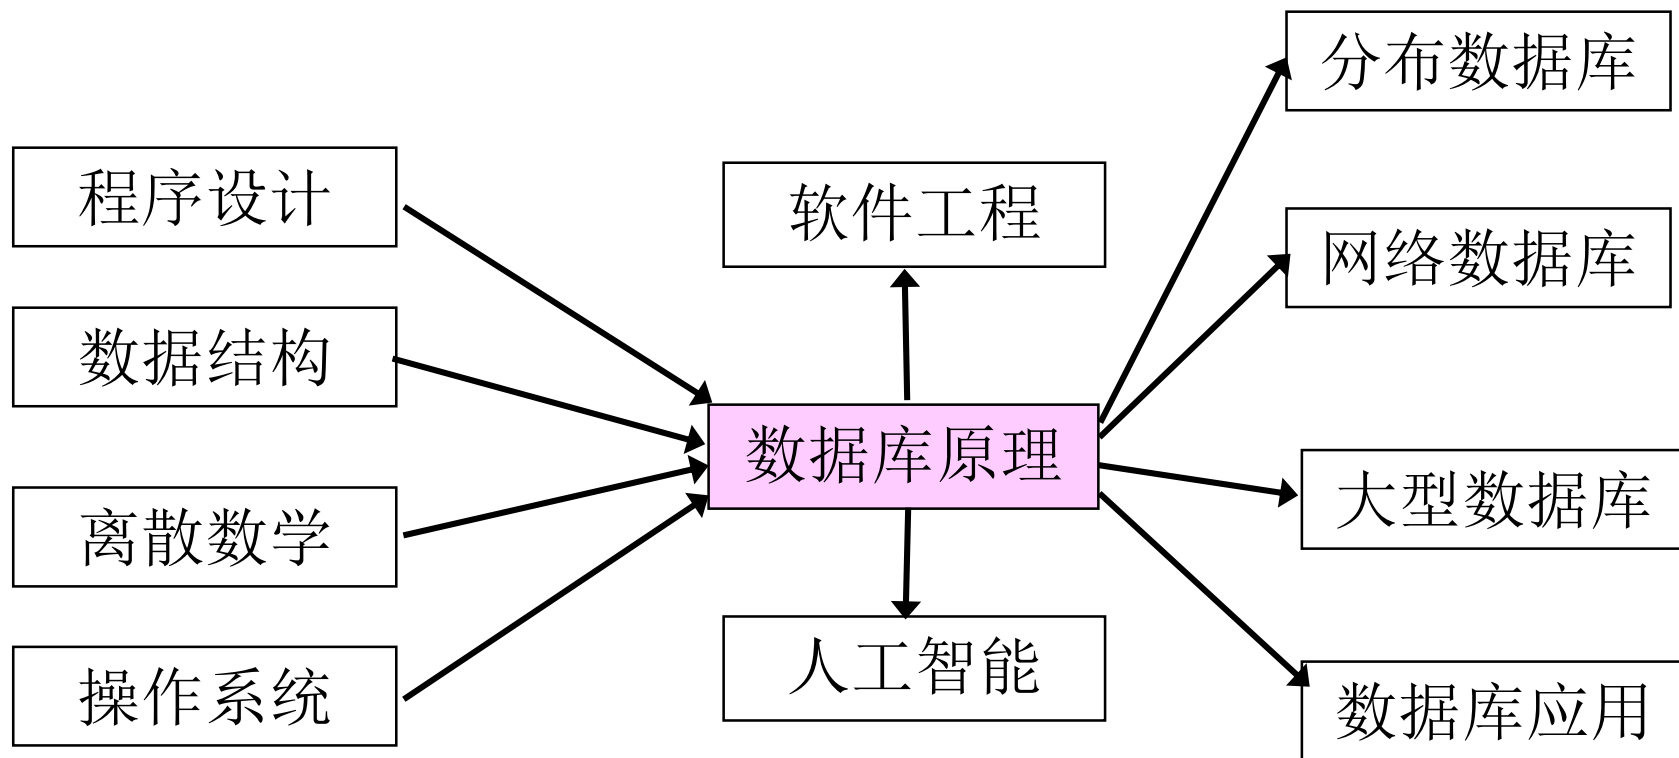 程序设计
数据结构
离散数学
操作系统
软件工程
数据库原理
人工智能
分布数据库
网络数据库
大型数据库
数据库应用